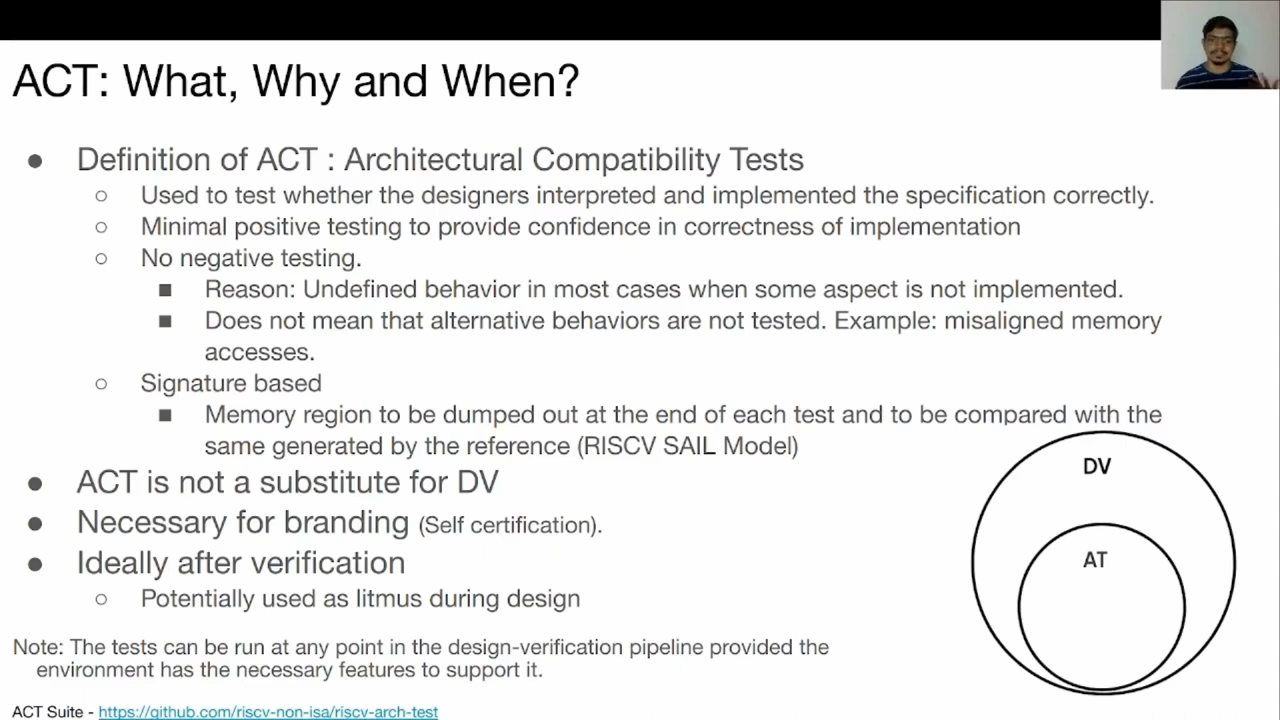 ACT: What, Why and When?
● Definition of ACT : Architectural Compatibility Tests
○ Used to test whether the designers interpreted and implemented the specification correctly.
○ Minimal positive testing to provide confidence in correctness of implementation
○ No negative testing.
■ Reason: Undefined behavior in most cases when some aspect is not implemented.
■ Does not mean that alternative behaviors are not tested. Example: misaligned memory
accesses.
○ Signature based
■ Memory region to be dumped out at the end of each test and to be compared with the
same generated by the reference (RISCV SAIL Model)
● ACT is not a substitute for DV
● Necessary for branding (Self certification).
● Ideally after verification
○ Potentially used as litmus during design
DV
AT
Note: The tests can be run at any point in the design-verification pipeline provided the
environment has the necessary features to support it.
ACT Suite - https://github.com/riscv-non-isa/riscv-arch-test